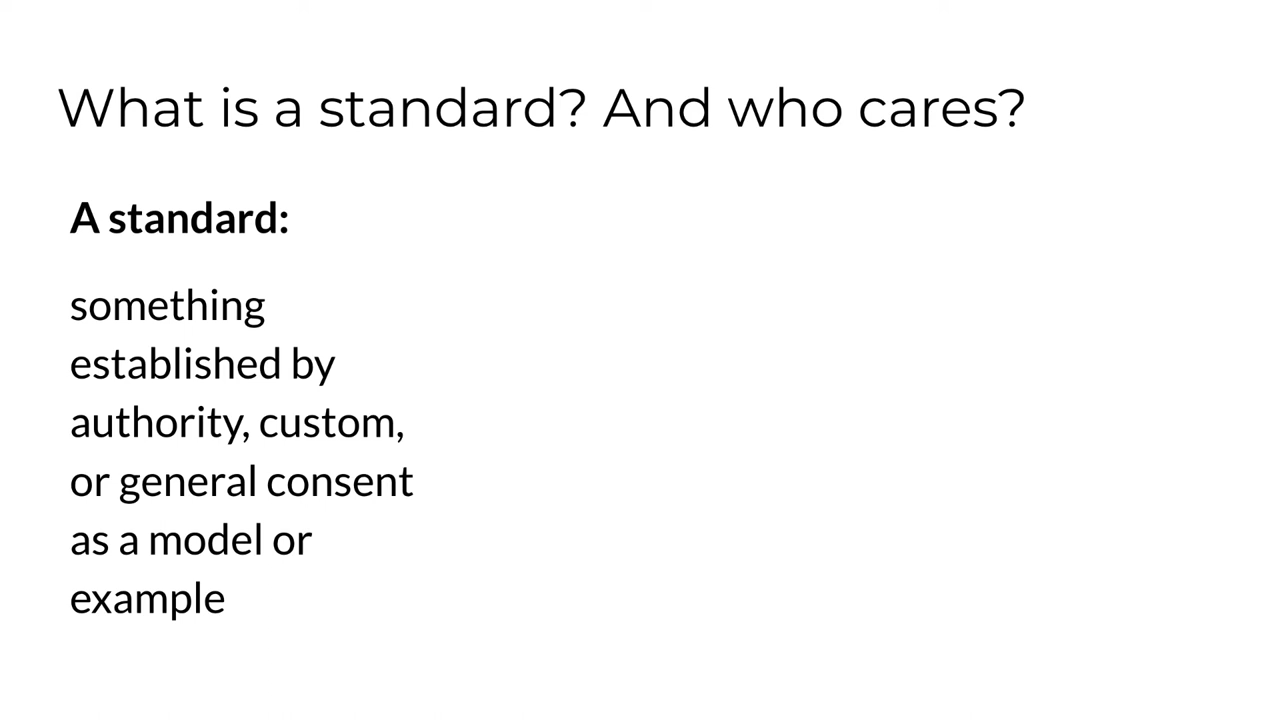 What is a standard? And who cares?
A standard:
something
established by
authority, custom,
or general consent
as a model or
example